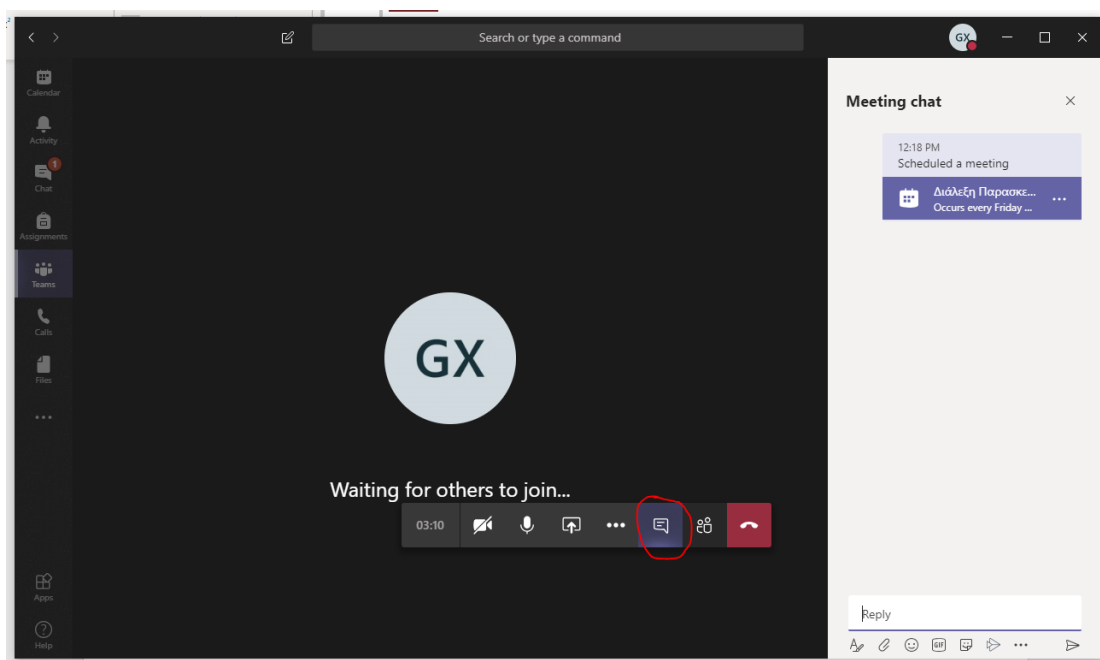 Search or type a command
GX
Calendar
Activity
1
Chat
Assignments
Teams
Calls
Files
Apps
Help
GX
Waiting for others to join...
03:10
Meeting chat
12:18 PM
Scheduled a meeting
Διάλεξη Παρασκε...
Occurs every Friday ...
Reply
GIF